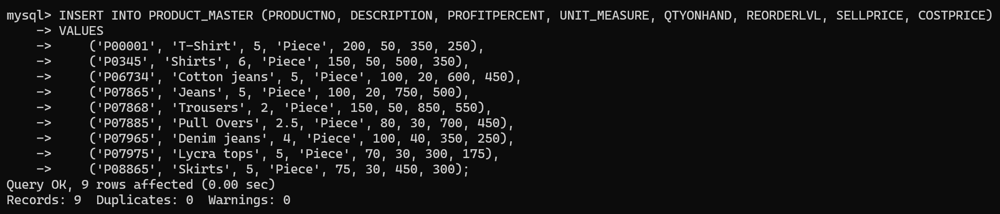 mysql> INSERT INTO PRODUCT_MASTER (PRODUCTNO, DESCRIPTION, PROFITPERCENT, UNIT_MEASURE, QTYONHAND, REORDERLVL, SELLPRICE, COSTPRICE)
    -> VALUES
    ->     ('P00001', 'T-Shirt', 5, 'Piece', 200, 50, 350, 250),
    ->     ('P0345', 'Shirts', 6, 'Piece', 150, 50, 500, 350),
    ->     ('P06734', 'Cotton jeans', 5, 'Piece', 100, 20, 600, 450),
    ->     ('P07865', 'Jeans', 5, 'Piece', 100, 20, 750, 500),
    ->     ('P07868', 'Trousers', 2, 'Piece', 150, 50, 850, 550),
    ->     ('P07885', 'Pull Overs', 2.5, 'Piece', 80, 30, 700, 450),
    ->     ('P07965', 'Denim jeans', 4, 'Piece', 100, 40, 350, 250),
    ->     ('P07975', 'Lycra tops', 5, 'Piece', 70, 30, 300, 175),
    ->     ('P08865', 'Skirts', 5, 'Piece', 75, 30, 450, 300);
Query OK, 9 rows affected (0.00 sec)
Records: 9  Duplicates: 0  Warnings: 0